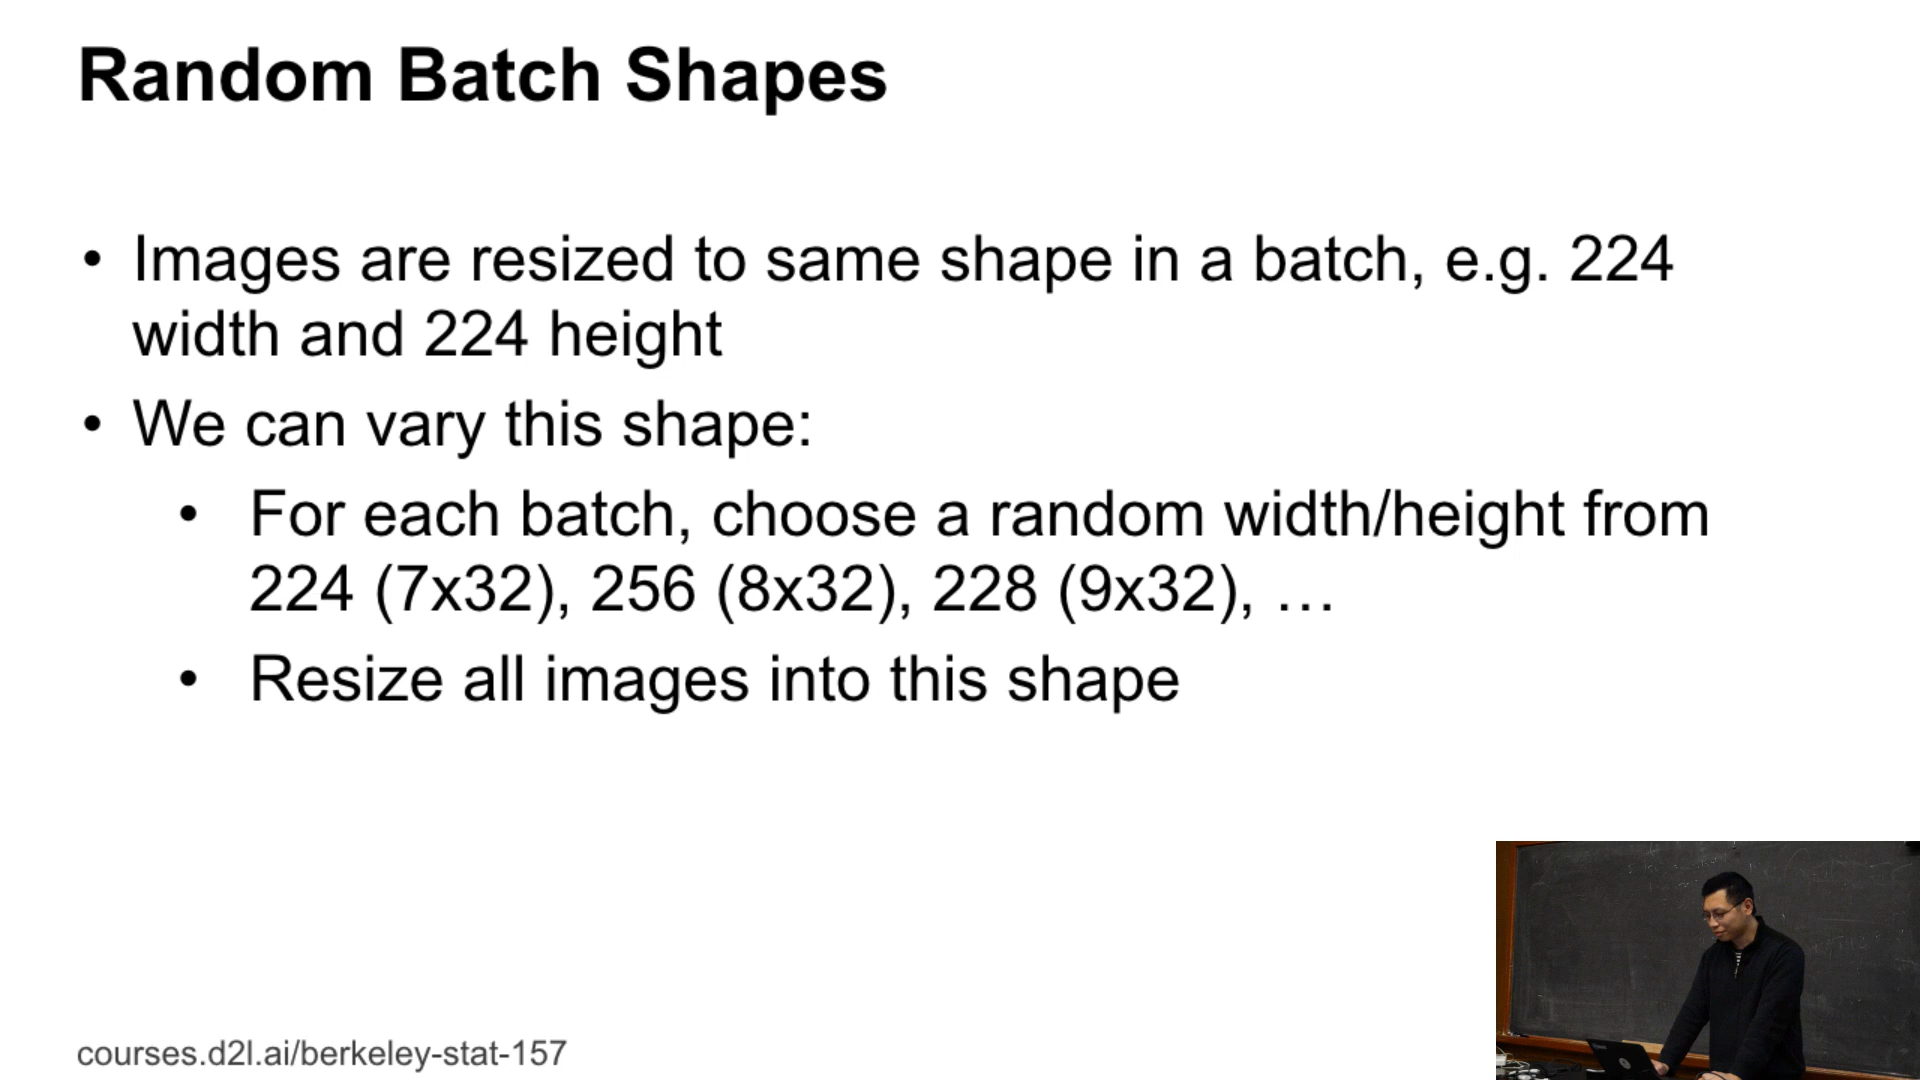 Random Batch Shapes
• Images are resized to same shape in a batch, e.g. 224
width and 224 height
• We can vary this shape:
• For each batch, choose a random width/height from
224 (7x32), 256 (8x32), 228 (9x32), …
• Resize all images into this shape
courses.d2l.ai/berkeley-stat-157